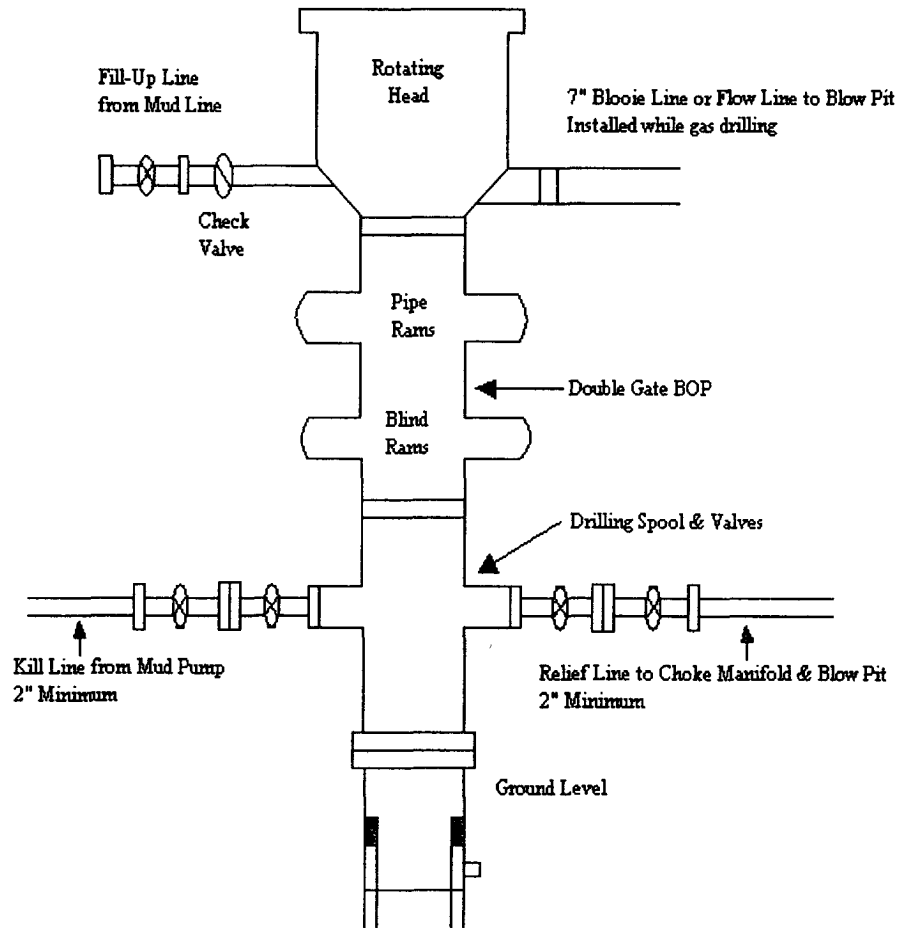 Rotating
Head
Fill-Up Line
from Mud Line
7" Blooie Line or Flow Line to Blow Pit
Installed while gas drilling
Check
Valve
Pipe
Rams
Double Gate BOP
Blind
Rams
Drilling Spool & Valves
Kill Line from Mud Pump
2" Minimum
Relief Line to Choke Manifold & Blow Pit
2" Minimum
Ground Level